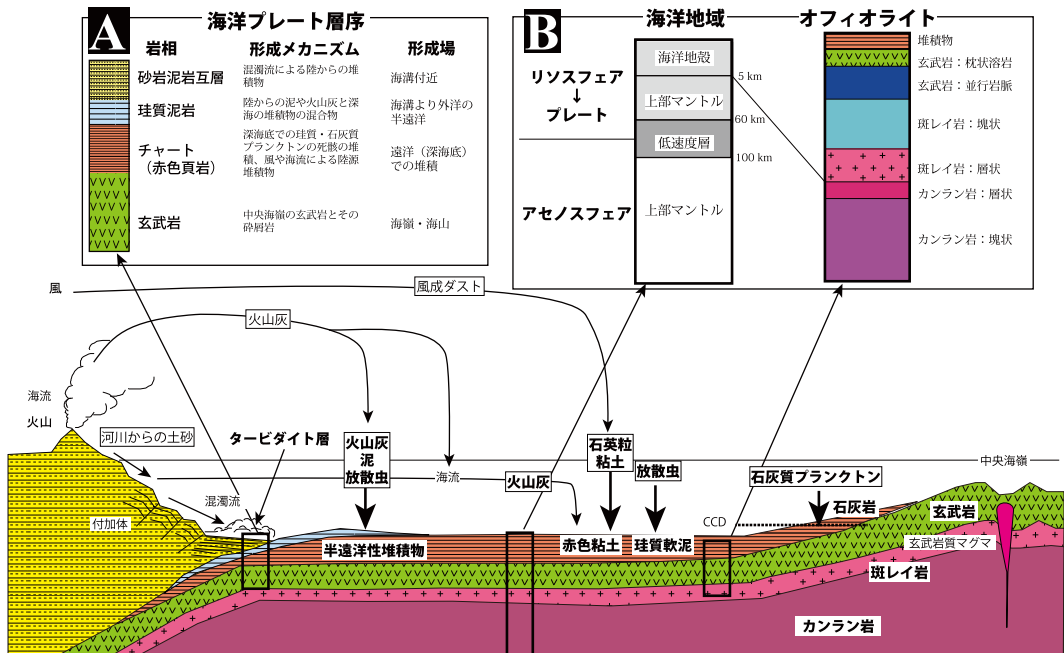 A
海洋プレート層序
岩相
形成メカニズム
形成場
砂岩泥岩互層
混濁流による陸からの堆
積物
海溝付近
珪質泥岩
陸からの泥や火山灰と深
海の堆積物の混合物
海溝より外洋の
半遠洋
チャート
(赤色頁岩)
深海底での珪質・石灰質
プランクトンの死骸の堆
積、風や海流による陸源
堆積物
遠洋（深海底）
での堆積
玄武岩
中央海嶺の玄武岩とその
砕屑岩
海嶺・海山
B
海洋地域
オフィオライト
リソスフェア
↓
プレート
アセノスフェア
海洋地殻
5 km
上部マントル
60 km
低速度層
100 km
上部マントル
堆積物
玄武岩：枕状溶岩
玄武岩：並行岩脈
斑レイ岩：塊状
斑レイ岩：層状
カンラン岩：層状
カンラン岩：塊状
風
風成ダスト
火山灰
海流
火山
河川からの土砂
タービダイト層
火山灰
泥
放散虫
海流
火山灰
石英粒
粘土
放散虫
石灰質プランクトン
中央海嶺
混濁流
付加体
CCD
石灰岩
玄武岩
半遠洋性堆積物
赤色粘土
珪質軟泥
玄武岩質マグマ
斑レイ岩
カンラン岩